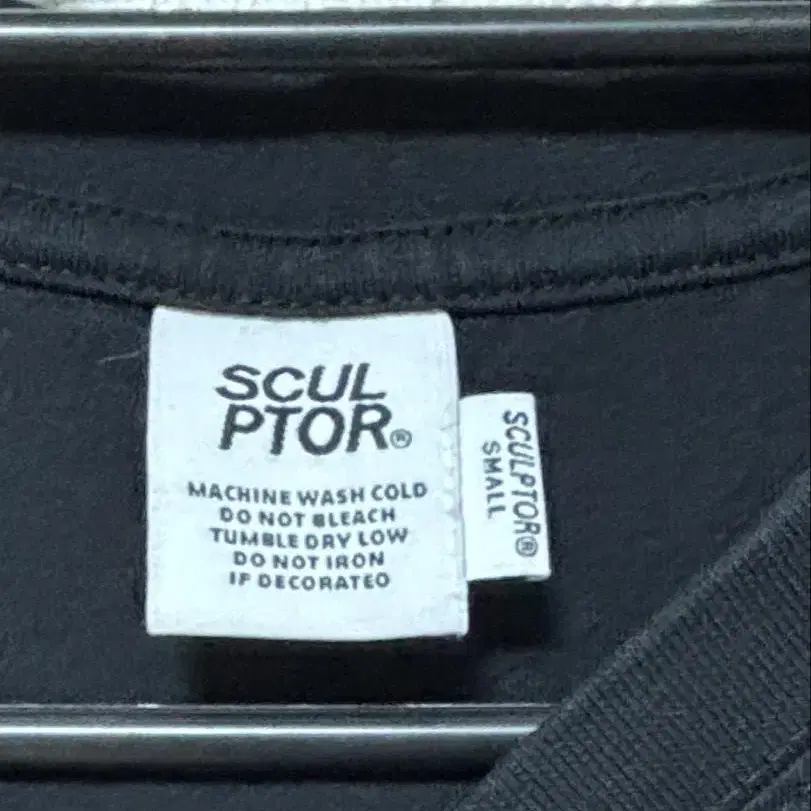 SCUL
PTOR®
MACHINE WASH COLD
DO NOT BLEACH
TUMBLE DRY LOW
DO NOT IRON
IF DECORATED
SCULPTOR®
SMALL